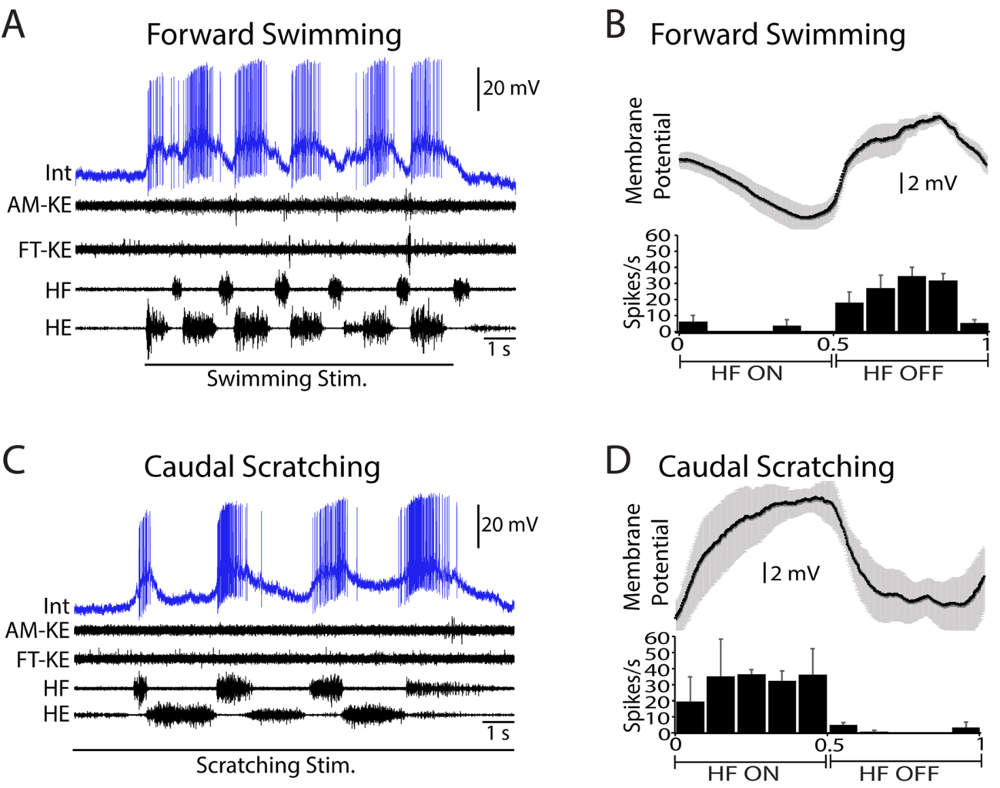 A
Forward Swimming
20 mV
Int
AM-KE
FT-KE
HF
HE
1 s
Swimming Stim.
B
Forward Swimming
Membrane
Potential
2 mV
Spikes/s
60
50
40
30
20
10
0
0
0.5
1
HF ON
HF OFF
C
Caudal Scratching
20 mV
Int
AM-KE
FT-KE
HF
HE
1 s
Scratching Stim.
D
Caudal Scratching
Membrane
Potential
2 mV
Spikes/s
60
50
40
30
20
10
0
0
0.5
1
HF ON
HF OFF